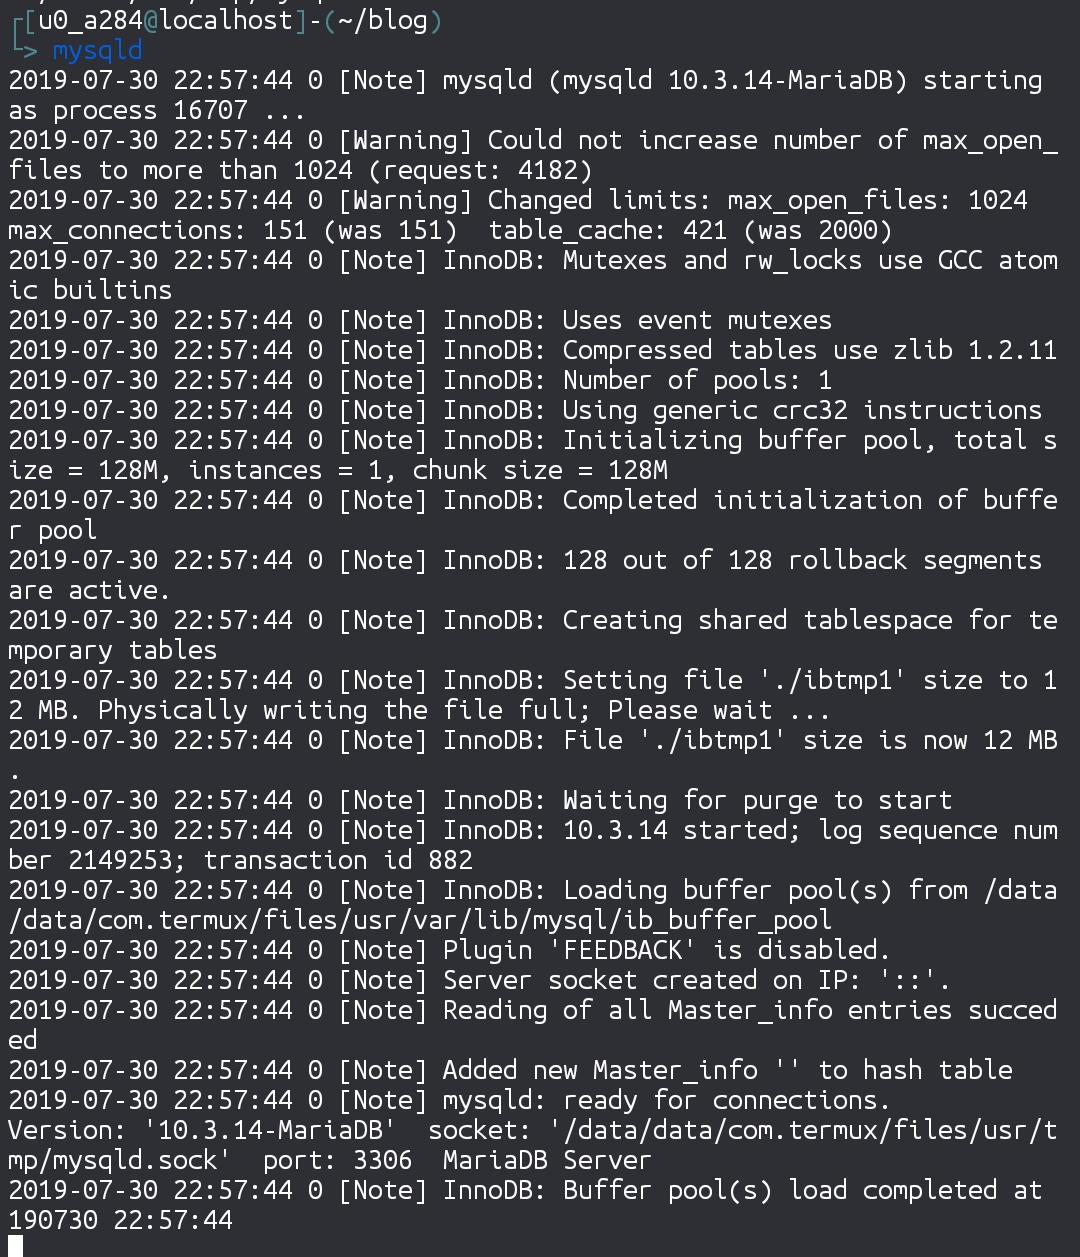 ┌[u0_a284@localhost]-(~/blog)
└> mysqld
2019-07-30 22:57:44 0 [Note] mysqld (mysqld 10.3.14-MariaDB) starting
as process 16707 ...
2019-07-30 22:57:44 0 [Warning] Could not increase number of max_open_
files to more than 1024 (request: 4182)
2019-07-30 22:57:44 0 [Warning] Changed limits: max_open_files: 1024
max_connections: 151 (was 151)  table_cache: 421 (was 2000)
2019-07-30 22:57:44 0 [Note] InnoDB: Mutexes and rw_locks use GCC atom
ic builtins
2019-07-30 22:57:44 0 [Note] InnoDB: Uses event mutexes
2019-07-30 22:57:44 0 [Note] InnoDB: Compressed tables use zlib 1.2.11
2019-07-30 22:57:44 0 [Note] InnoDB: Number of pools: 1
2019-07-30 22:57:44 0 [Note] InnoDB: Using generic crc32 instructions
2019-07-30 22:57:44 0 [Note] InnoDB: Initializing buffer pool, total s
ize = 128M, instances = 1, chunk size = 128M
2019-07-30 22:57:44 0 [Note] InnoDB: Completed initialization of buffe
r pool
2019-07-30 22:57:44 0 [Note] InnoDB: 128 out of 128 rollback segments
are active.
2019-07-30 22:57:44 0 [Note] InnoDB: Creating shared tablespace for te
mporary tables
2019-07-30 22:57:44 0 [Note] InnoDB: Setting file './ibtmp1' size to 1
2 MB. Physically writing the file full; Please wait ...
2019-07-30 22:57:44 0 [Note] InnoDB: File './ibtmp1' size is now 12 MB
.
2019-07-30 22:57:44 0 [Note] InnoDB: Waiting for purge to start
2019-07-30 22:57:44 0 [Note] InnoDB: 10.3.14 started; log sequence num
ber 2149253; transaction id 882
2019-07-30 22:57:44 0 [Note] InnoDB: Loading buffer pool(s) from /data
/data/com.termux/files/usr/var/lib/mysql/ib_buffer_pool
2019-07-30 22:57:44 0 [Note] Plugin 'FEEDBACK' is disabled.
2019-07-30 22:57:44 0 [Note] Server socket created on IP: '::'.
2019-07-30 22:57:44 0 [Note] Reading of all Master_info entries succed
ed
2019-07-30 22:57:44 0 [Note] Added new Master_info '' to hash table
2019-07-30 22:57:44 0 [Note] mysqld: ready for connections.
Version: '10.3.14-MariaDB'  socket: '/data/data/com.termux/files/usr/t
mp/mysqld.sock'  port: 3306  MariaDB Server
2019-07-30 22:57:44 0 [Note] InnoDB: Buffer pool(s) load completed at
190730 22:57:44